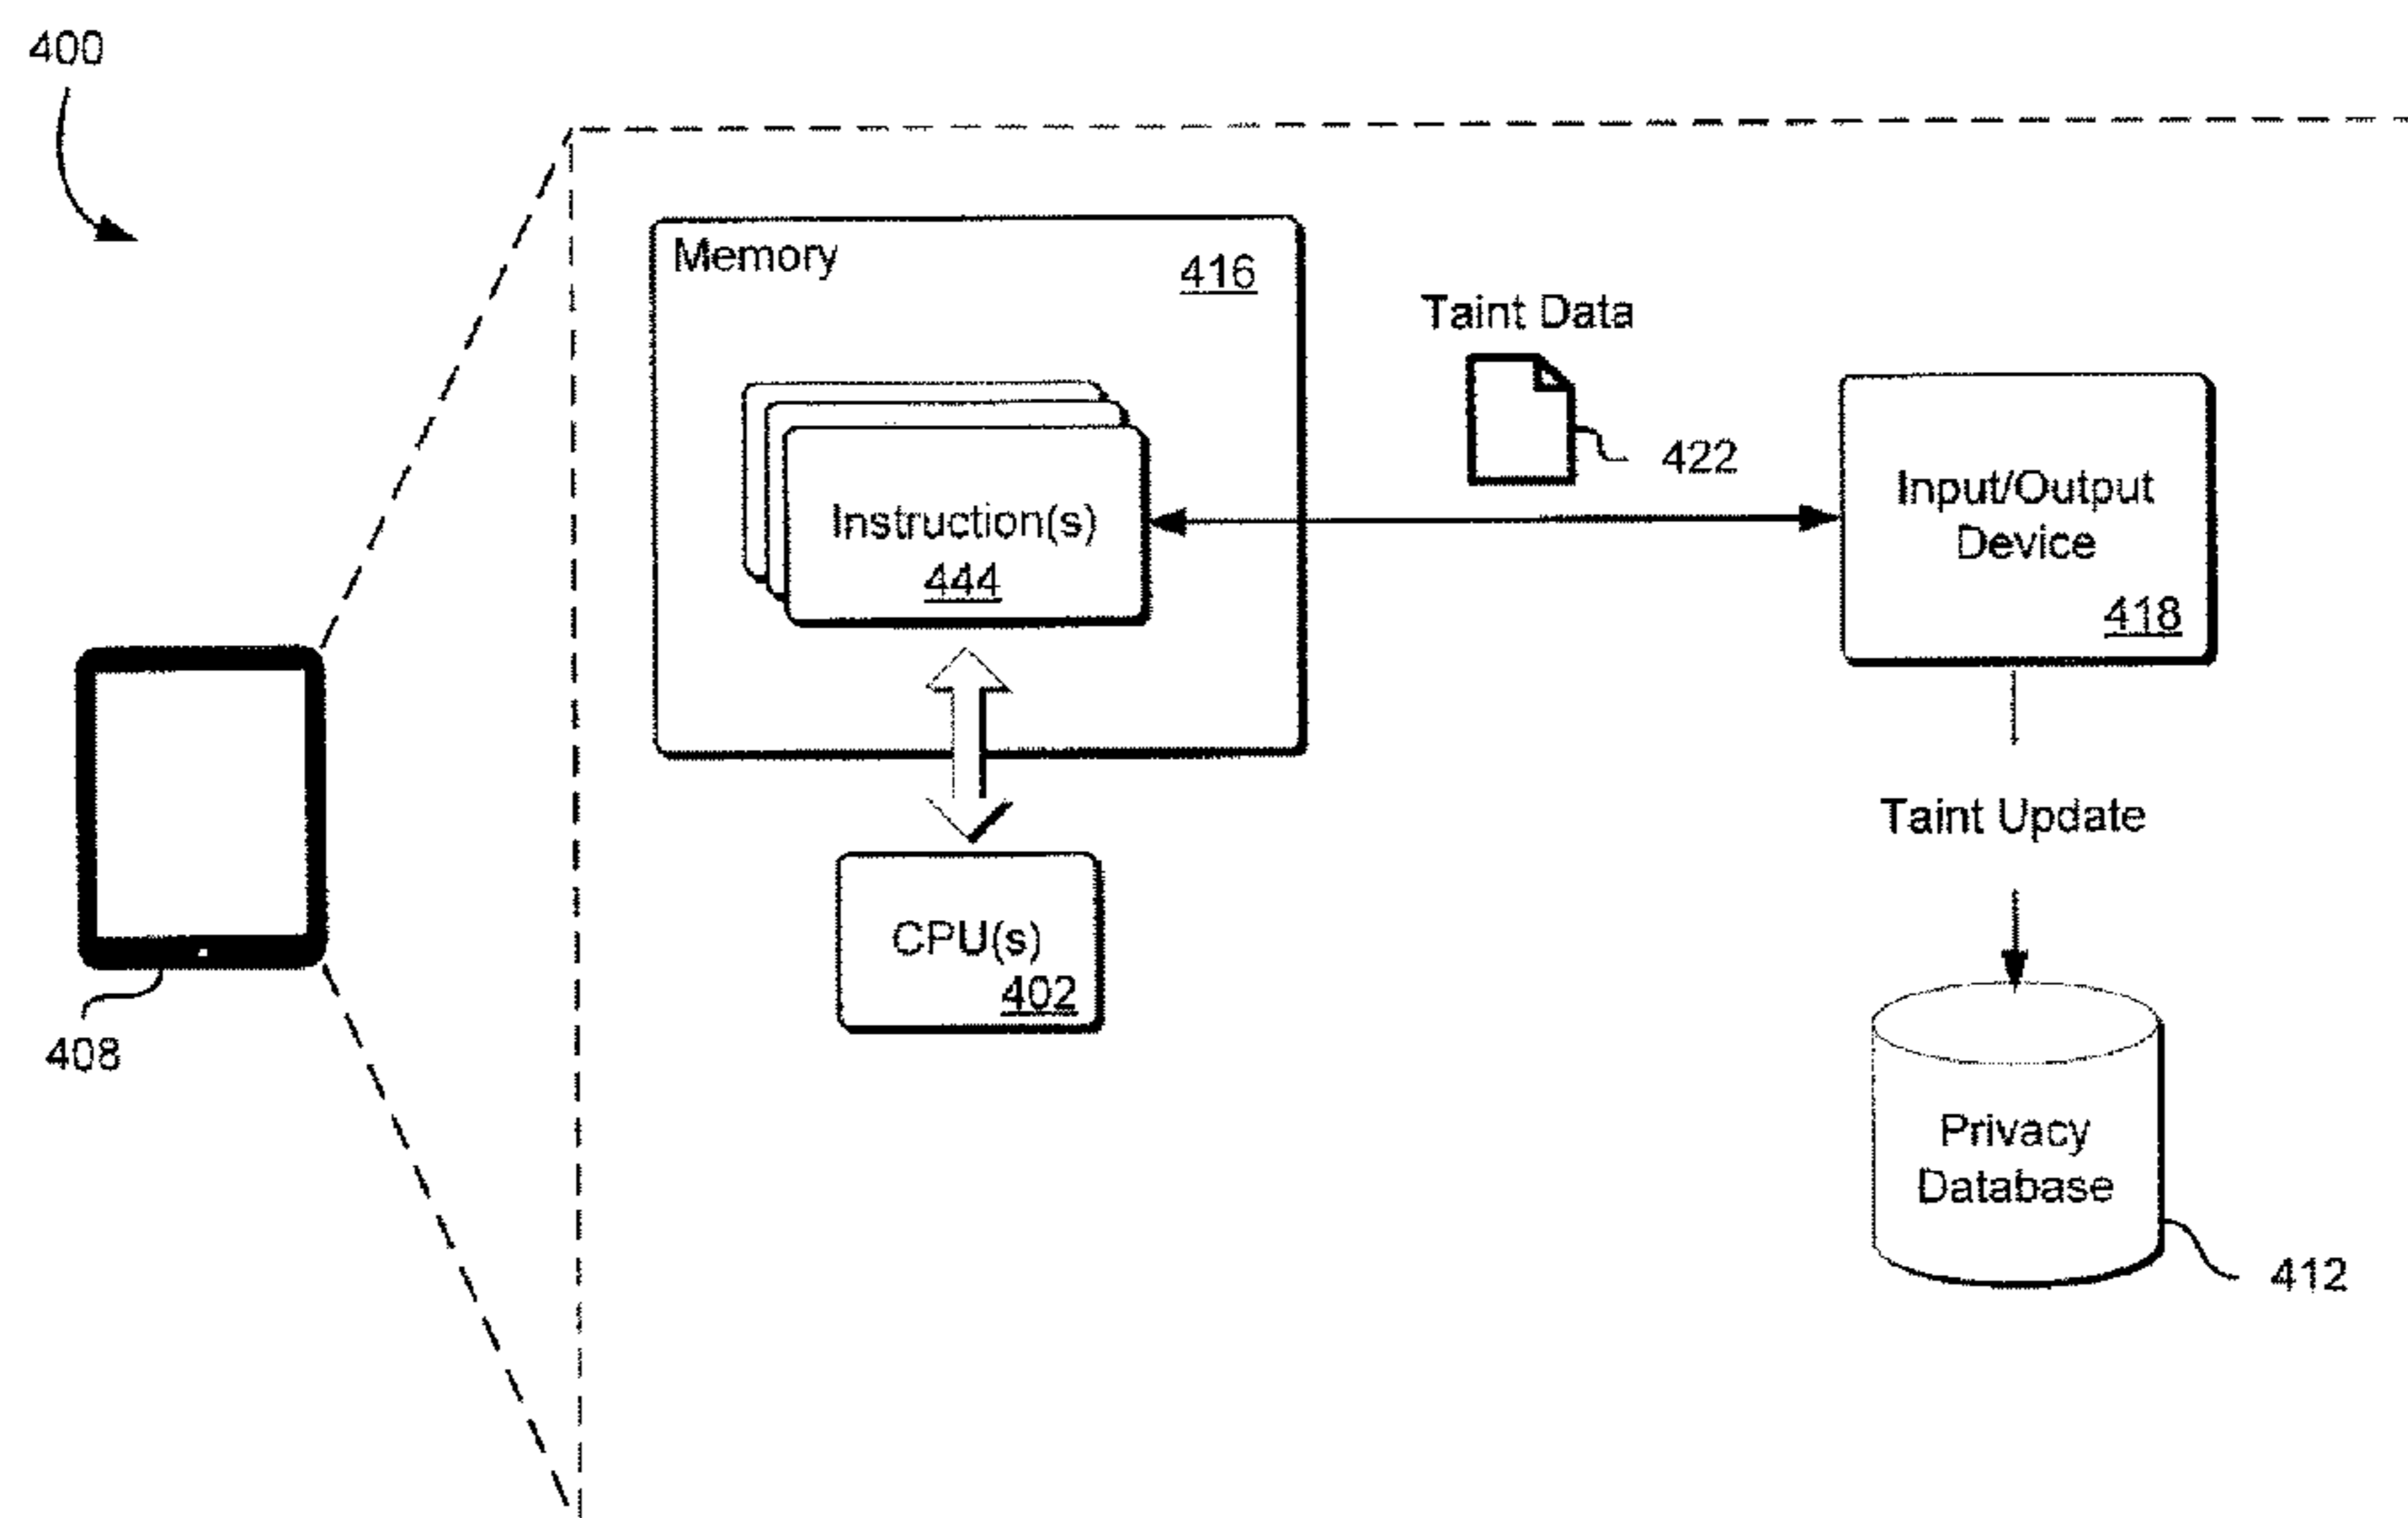 400
Memory
416
Taint Data
422
Instruction(s)
444
Input/Output
Device
418
Taint Update
CPU(s)
402
408
Privacy
Database
412